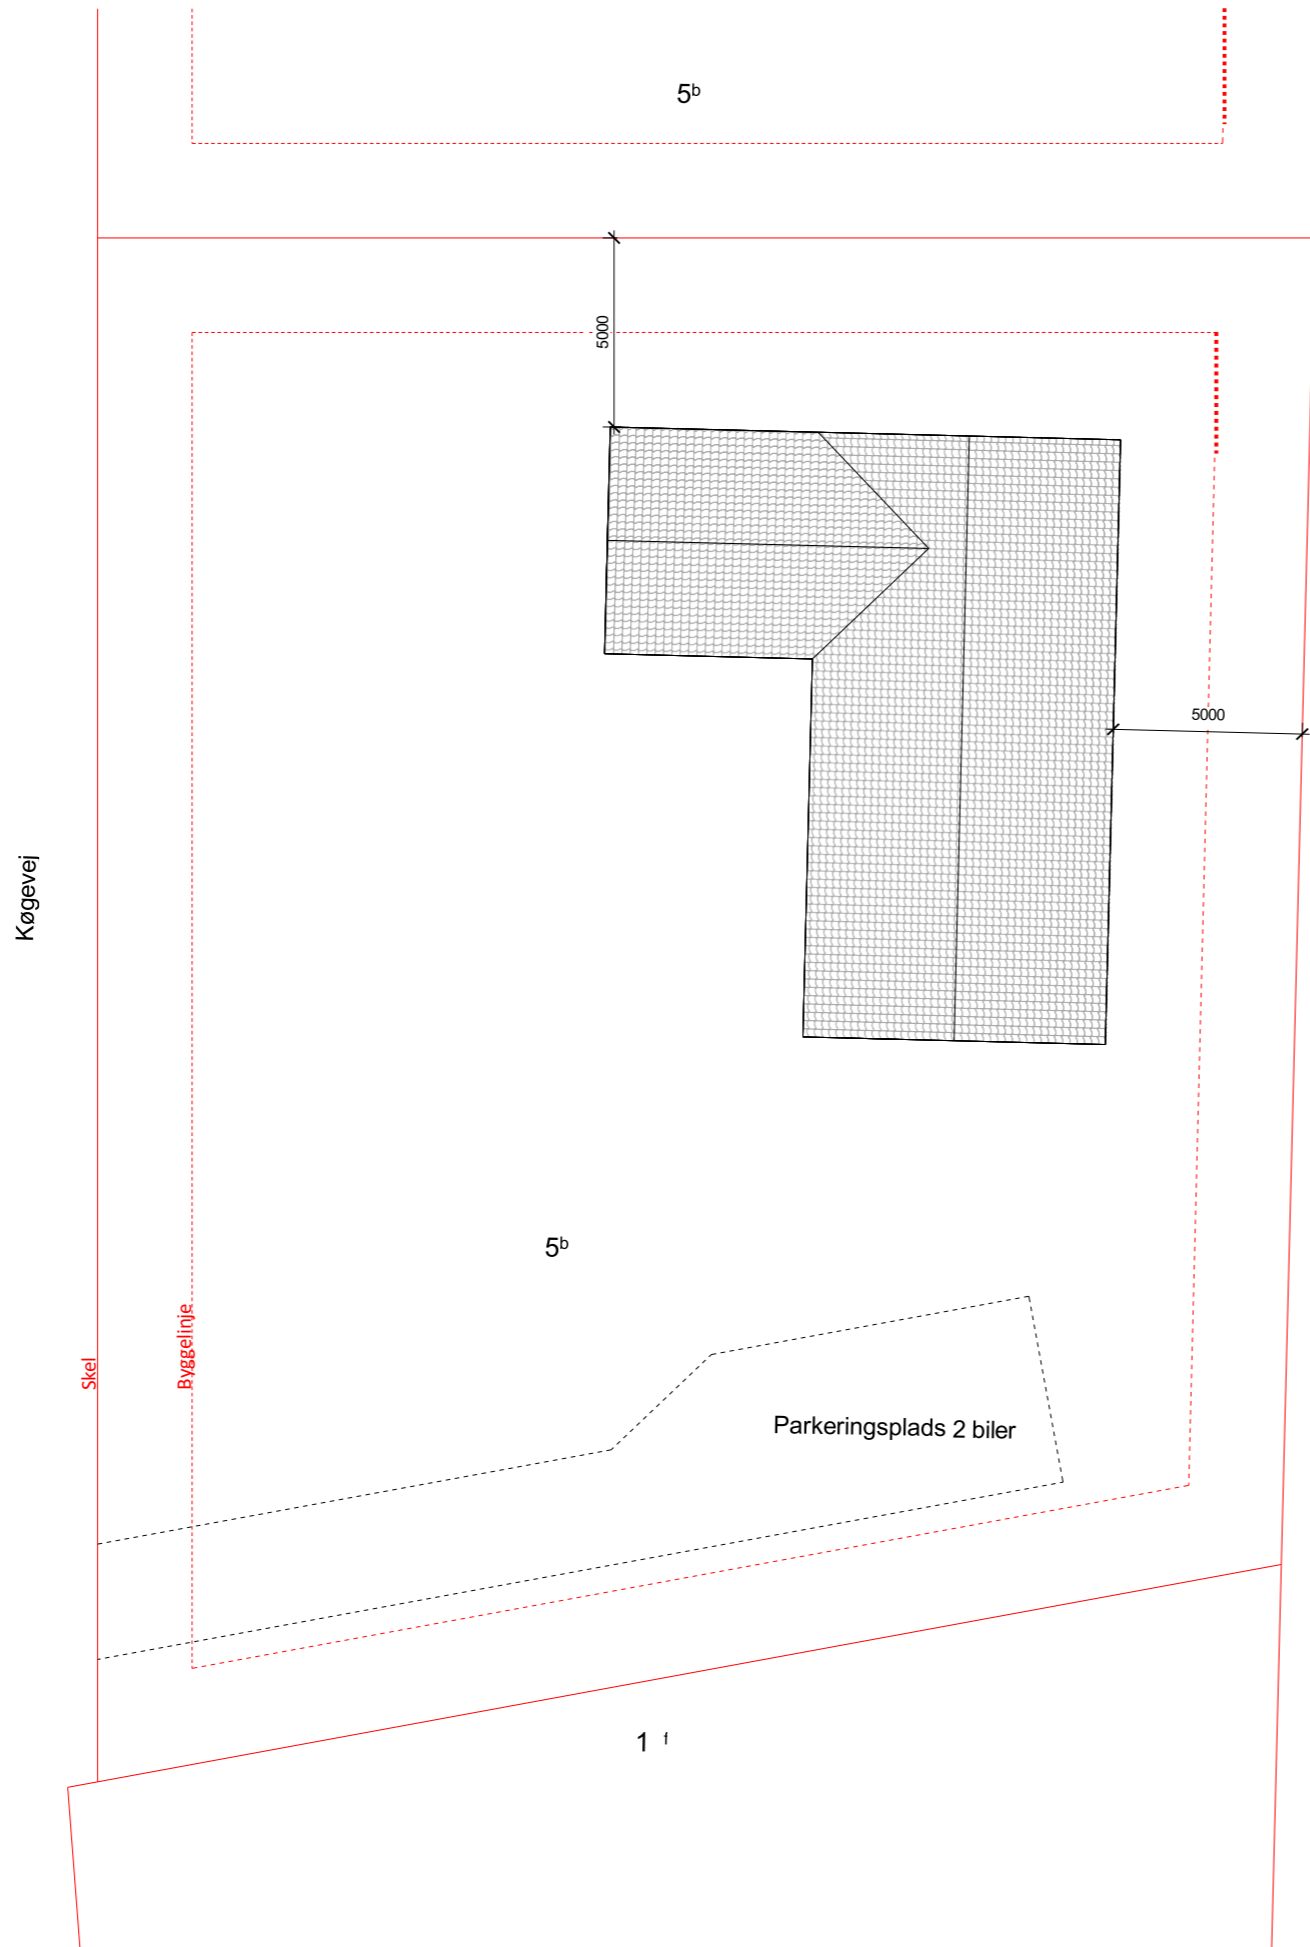 5ᵇ
5000
5000
Køgevej
5ᵇ
Byggelinje
Skel
Parkeringsplads 2 biler
1 ᶠ